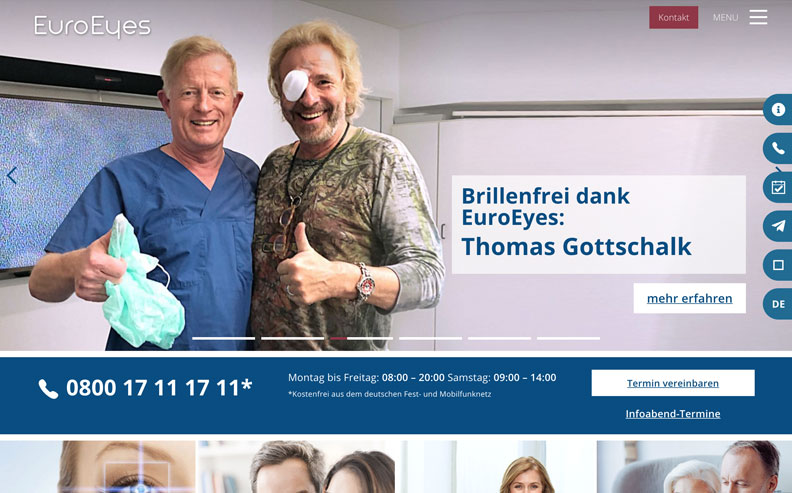 EuroEyes
Kontakt
MENU
Brillenfrei dank
EuroEyes:
Thomas Gottschalk
mehr erfahren
DE
0800 17 11 17 11*
Montag bis Freitag: 08:00 – 20:00 Samstag: 09:00 – 14:00
*Kostenfrei aus dem deutschen Fest- und Mobilfunknetz
Termin vereinbaren
Infoabend-Termine